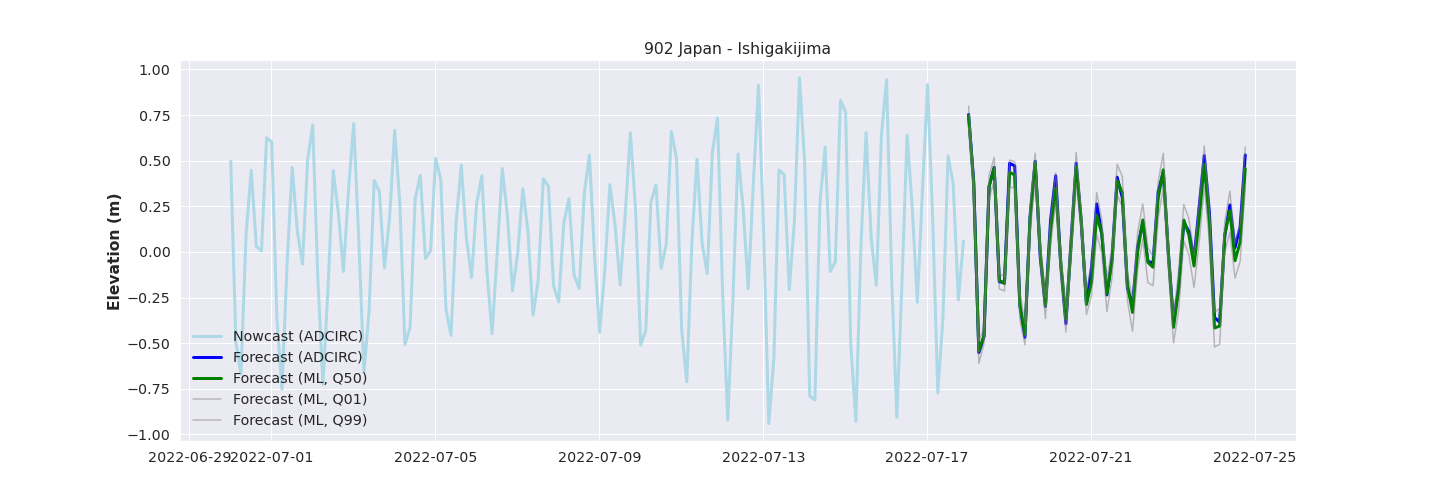 902 Japan - Ishigakijima
1.00
0.75
0.50
0.25
0.00
−0.25
−0.50
−0.75
−1.00
Elevation (m)
Nowcast (ADCIRC)
Forecast (ADCIRC)
Forecast (ML, Q50)
Forecast (ML, Q01)
Forecast (ML, Q99)
2022-06-29 2022-07-01 2022-07-05 2022-07-09 2022-07-13 2022-07-17 2022-07-21 2022-07-25